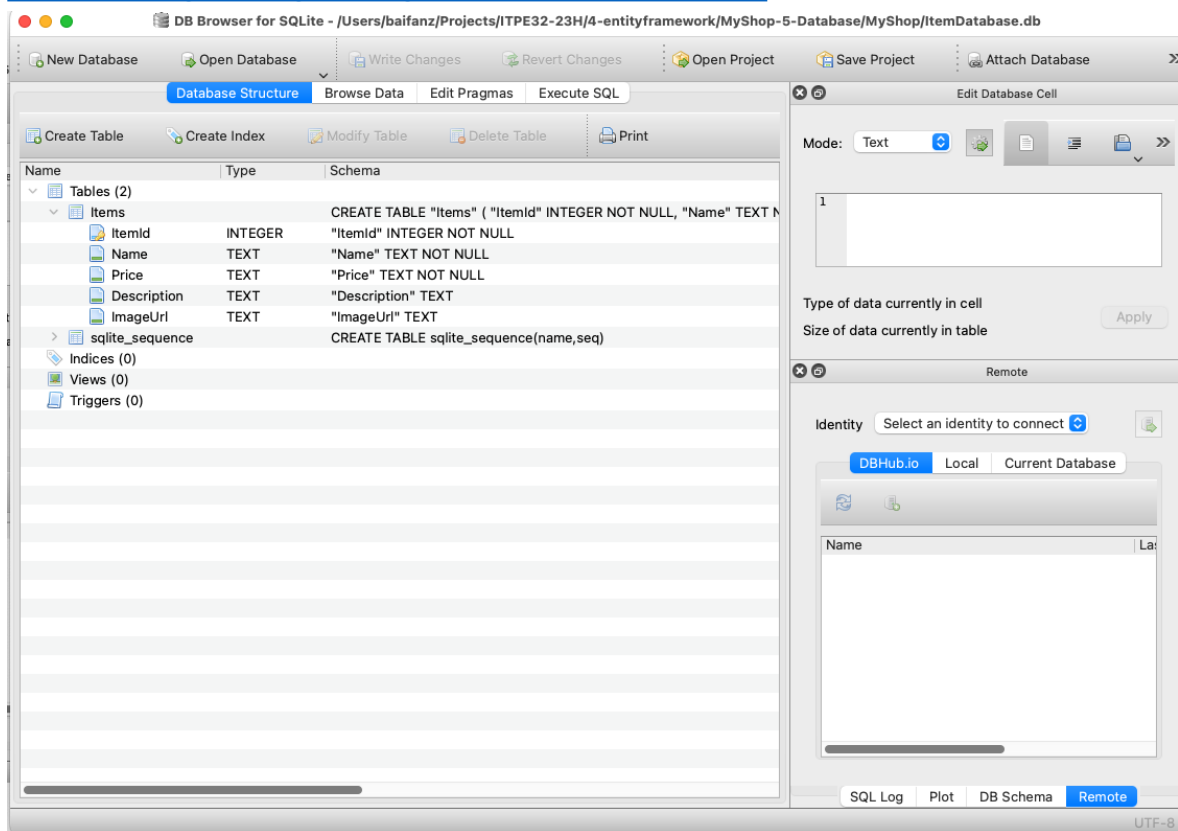 DB Browser for SQLite - /Users/baifanz/Projects/ITPE32-23H/4-entityframework/MyShop-5-Database/MyShop/ItemDatabase.db
New Database Open Database Write Changes Revert Changes Open Project Save Project Attach Database
Database Structure Browse Data Edit Pragmas Execute SQL
Create Table Create Index Modify Table Delete Table Print
Name Type Schema
Tables (2)
Items CREATE TABLE "Items" ( "ItemId" INTEGER NOT NULL, "Name" TEXT N
ItemId INTEGER "ItemId" INTEGER NOT NULL
Name TEXT "Name" TEXT NOT NULL
Price TEXT "Price" TEXT NOT NULL
Description TEXT "Description" TEXT
ImageUrl TEXT "ImageUrl" TEXT
sqlite_sequence CREATE TABLE sqlite_sequence(name,seq)
Indices (0)
Views (0)
Triggers (0)
Edit Database Cell
Mode: Text
1
Type of data currently in cell
Size of data currently in table
Apply
Remote
Identity Select an identity to connect
DBHub.io Local Current Database
Name Las
SQL Log Plot DB Schema Remote
UTF-8